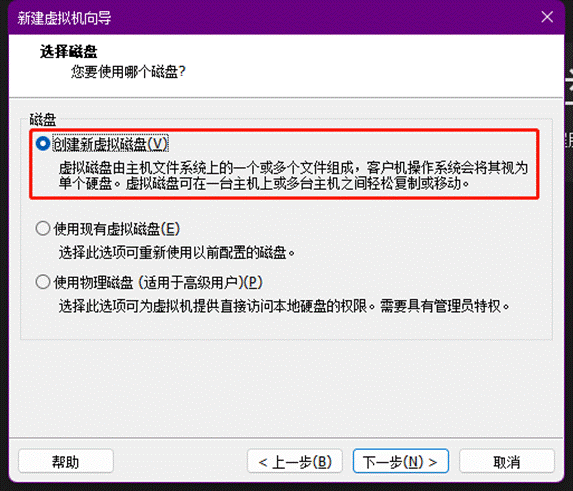 新建虚拟机向导
选择磁盘
您要使用哪个磁盘?
磁盘
创建新虚拟磁盘(V)
虚拟磁盘由主机文件系统上的一个或多个文件组成，客户机操作系统会将其视为
单个硬盘。虚拟磁盘可在一台主机上或多台主机之间轻松复制或移动。
使用现有虚拟磁盘(E)
选择此选项可重新使用以前配置的磁盘。
使用物理磁盘 (适用于高级用户)(P)
选择此选项可为虚拟机提供直接访问本地硬盘的权限。需要具有管理员特权。
帮助
< 上一步(B)
下一步(N) >
取消